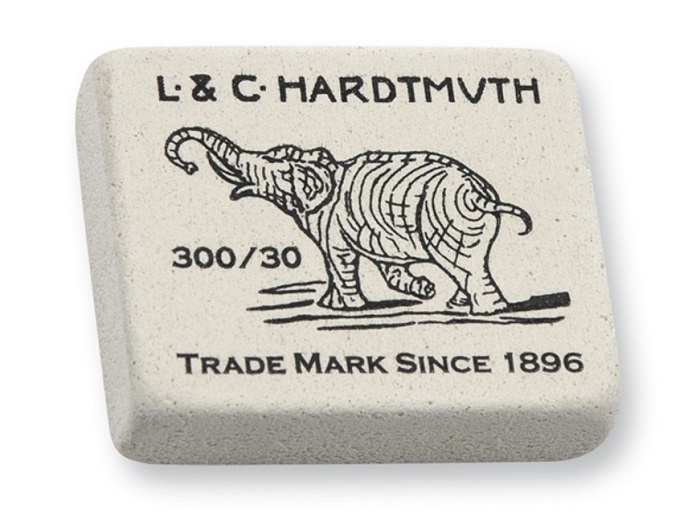 L·&C·HARDTMVTH
300/30
TRADE MARK SINCE 1896